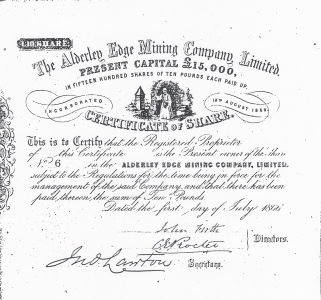 £10 SHARE.
The Alderley Edge Mining Company, Limited.
PRESENT CAPITAL £15,000.
IN FIFTEEN HUNDRED SHARES OF TEN POUNDS EACH PAID UP.
INCORPORATED
CERTIFICATE OF SHARE.
This is to Certify that the Registered Proprietor
of this Certificate is the Present owner of the Share
No 6 in the ALDERLEY EDGE MINING COMPANY, LIMITED.
subject to the Regulations for the time being in force for the
management of the said Company and that there has been
paid thereon the sum of Ten Pounds
Dated the first day of July
John
Directors.
Jno. D. Lawton
Secretary.